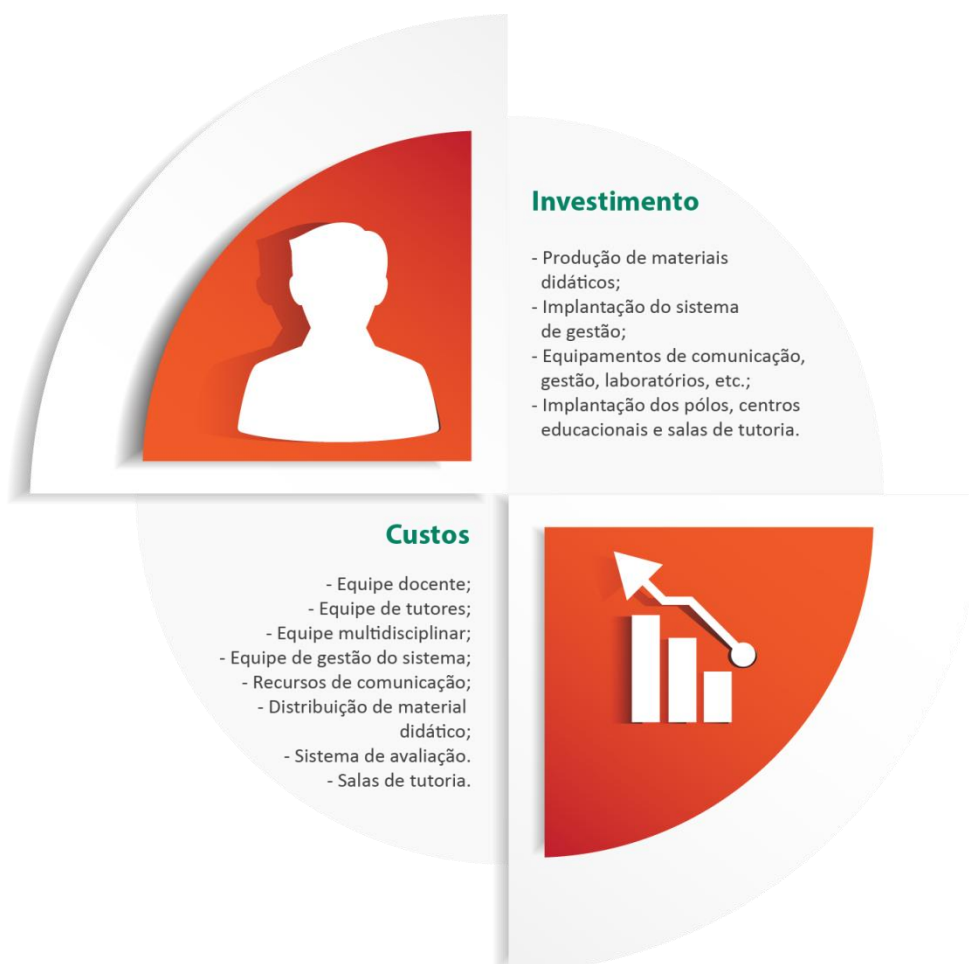 Investimento
- Produção de materiais
didáticos;
- Implantação do sistema
de gestão;
- Equipamentos de comunicação,
gestão, laboratórios, etc.;
- Implantação dos pólos, centros
educacionais e salas de tutoria.
Custos
- Equipe docente;
- Equipe de tutores;
- Equipe multidisciplinar;
- Equipe de gestão do sistema;
- Recursos de comunicação;
- Distribuição de material
didático;
- Sistema de avaliação.
- Salas de tutoria.